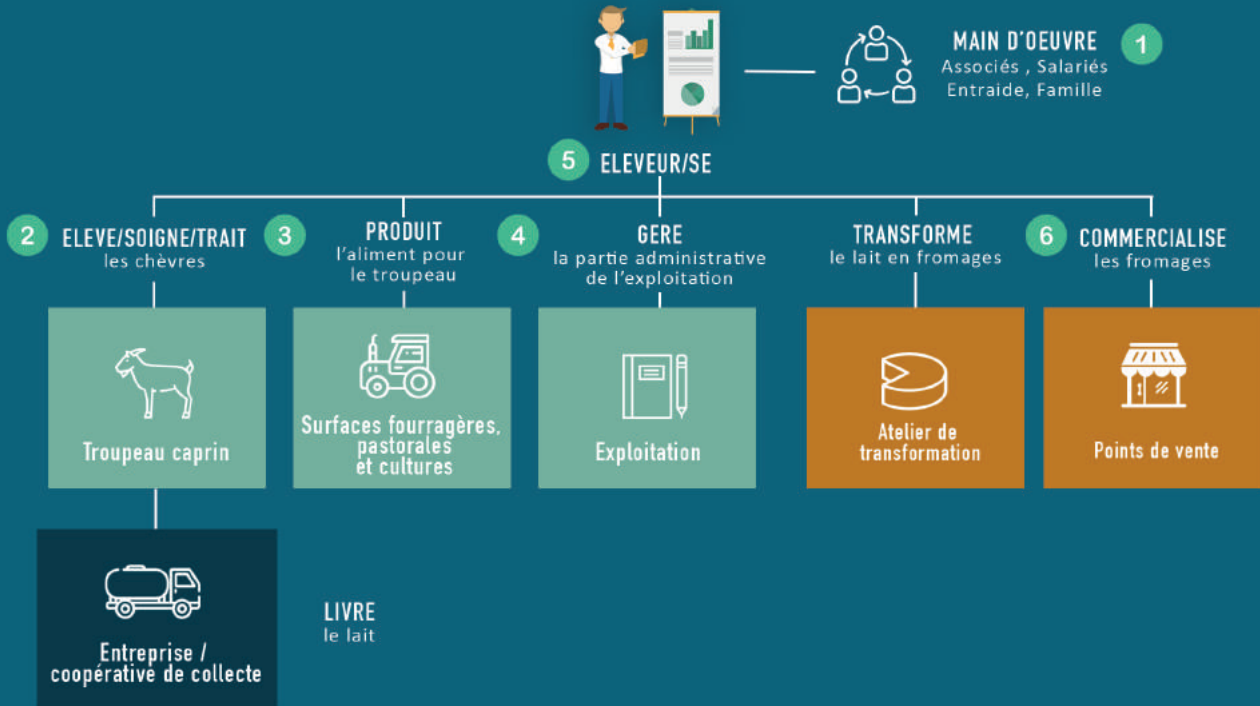 MAIN D'OEUVRE
1
Associés , Salariés
Entraide, Famille
5
ELEVEUR/SE
2
ELEVE/SOIGNE/TRAIT
les chèvres
3
PRODUIT
l'aliment pour
le troupeau
4
GERE
la partie administrative
de l'exploitation
TRANSFORME
le lait en fromages
6
COMMERCIALISE
les fromages
Troupeau caprin
Surfaces fourragères,
pastorales
et cultures
Exploitation
Atelier de
transformation
Points de vente
Entreprise /
coopérative de collecte
LIVRE
le lait